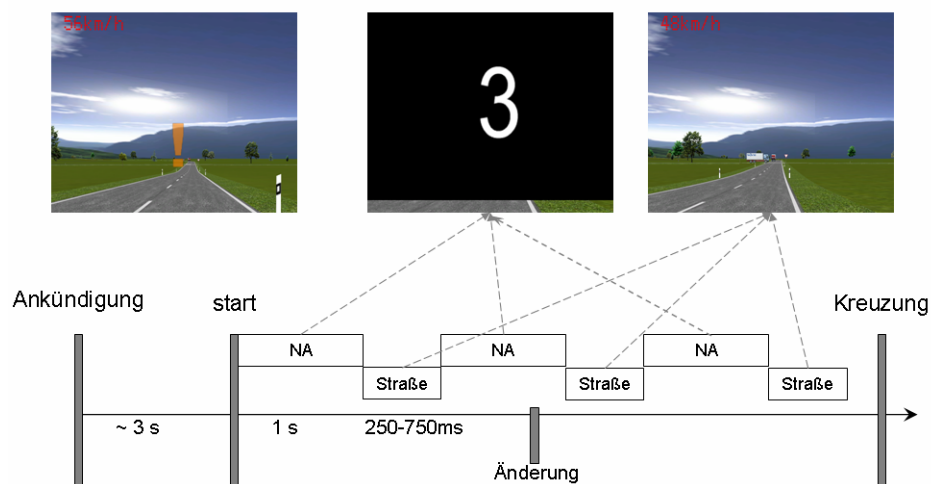 56km/h
3
48km/h
Ankündigung
start
Kreuzung
NA
NA
NA
Straße
Straße
Straße
~ 3 s
1 s
250-750ms
Änderung